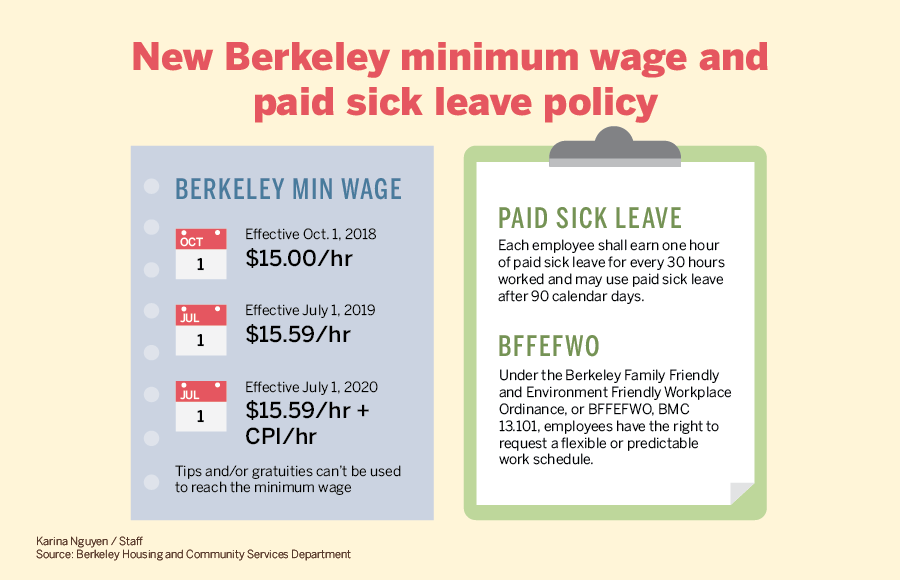 New Berkeley minimum wage and
paid sick leave policy
BERKELEY MIN WAGE
OCT
1
Effective Oct. 1, 2018
$15.00/hr
JUL
1
Effective July 1, 2019
$15.59/hr
JUL
1
Effective July 1, 2020
$15.59/hr +
CPI/hr
Tips and/or gratuities can't be used
to reach the minimum wage
PAID SICK LEAVE
Each employee shall earn one hour
of paid sick leave for every 30 hours
worked and may use paid sick leave
after 90 calendar days.
BFFEFWO
Under the Berkeley Family Friendly
and Environment Friendly Workplace
Ordinance, or BFFEFWO, BMC
13.101, employees have the right to
request a flexible or predictable
work schedule.
Karina Nguyen / Staff
Source: Berkeley Housing and Community Services Department